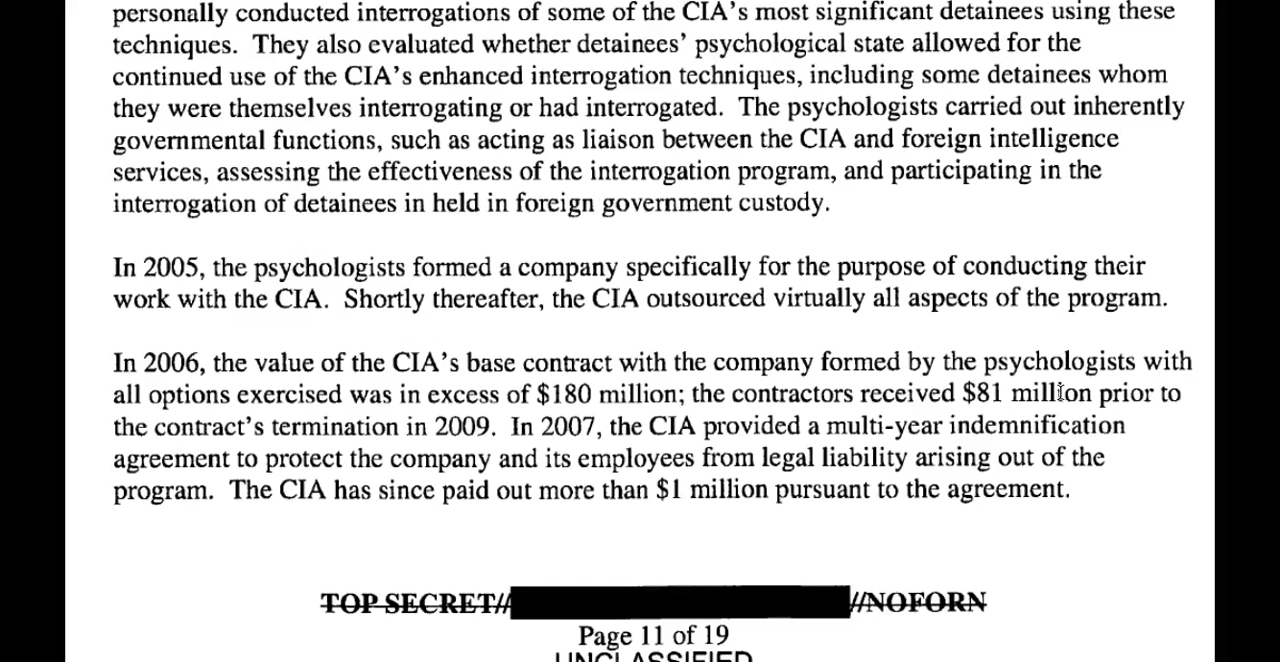 personally conducted interrogations of some of the CIA's most significant detainees using these
techniques. They also evaluated whether detainees' psychological state allowed for the
continued use of the CIA's enhanced interrogation techniques, including some detainees whom
they were themselves interrogating or had interrogated. The psychologists carried out inherently
governmental functions, such as acting as liaison between the CIA and foreign intelligence
services, assessing the effectiveness of the interrogation program, and participating in the
interrogation of detainees in held in foreign government custody.
In 2005, the psychologists formed a company specifically for the purpose of conducting their
work with the CIA. Shortly thereafter, the CIA outsourced virtually all aspects of the program.
In 2006, the value of the CIA's base contract with the company formed by the psychologists with
all options exercised was in excess of $180 million; the contractors received $81 million prior to
the contract's termination in 2009. In 2007, the CIA provided a multi-year indemnification
agreement to protect the company and its employees from legal liability arising out of the
program. The CIA has since paid out more than $1 million pursuant to the agreement.
TOP SECRET// //NOFORN
Page 11 of 19
UNCLASSIFIED